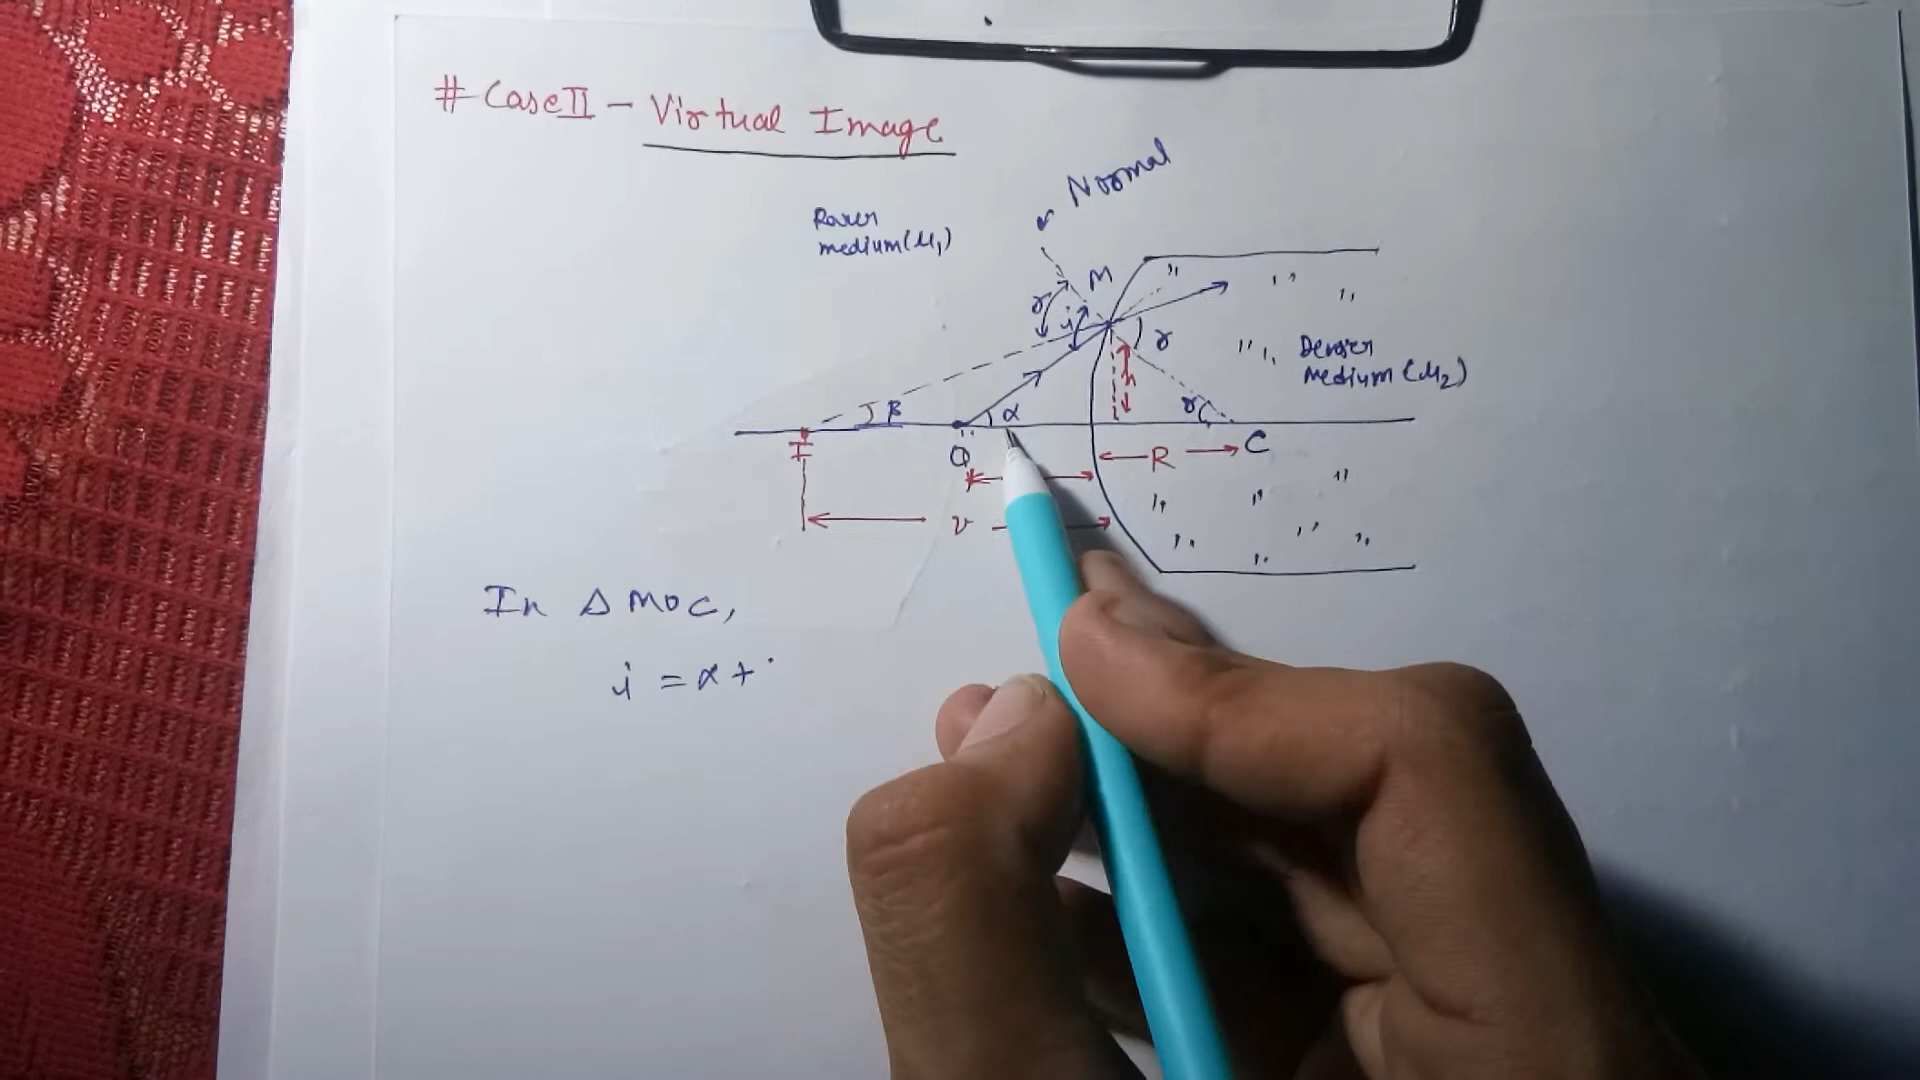 # Case II - Virtual Image
Normal
Rarer
medium (μ₁)
M
r
i
r
h
Denser
Medium (μ₂)
β
α
r
I
O
R
C
v
In Δ MOC,
i = α +